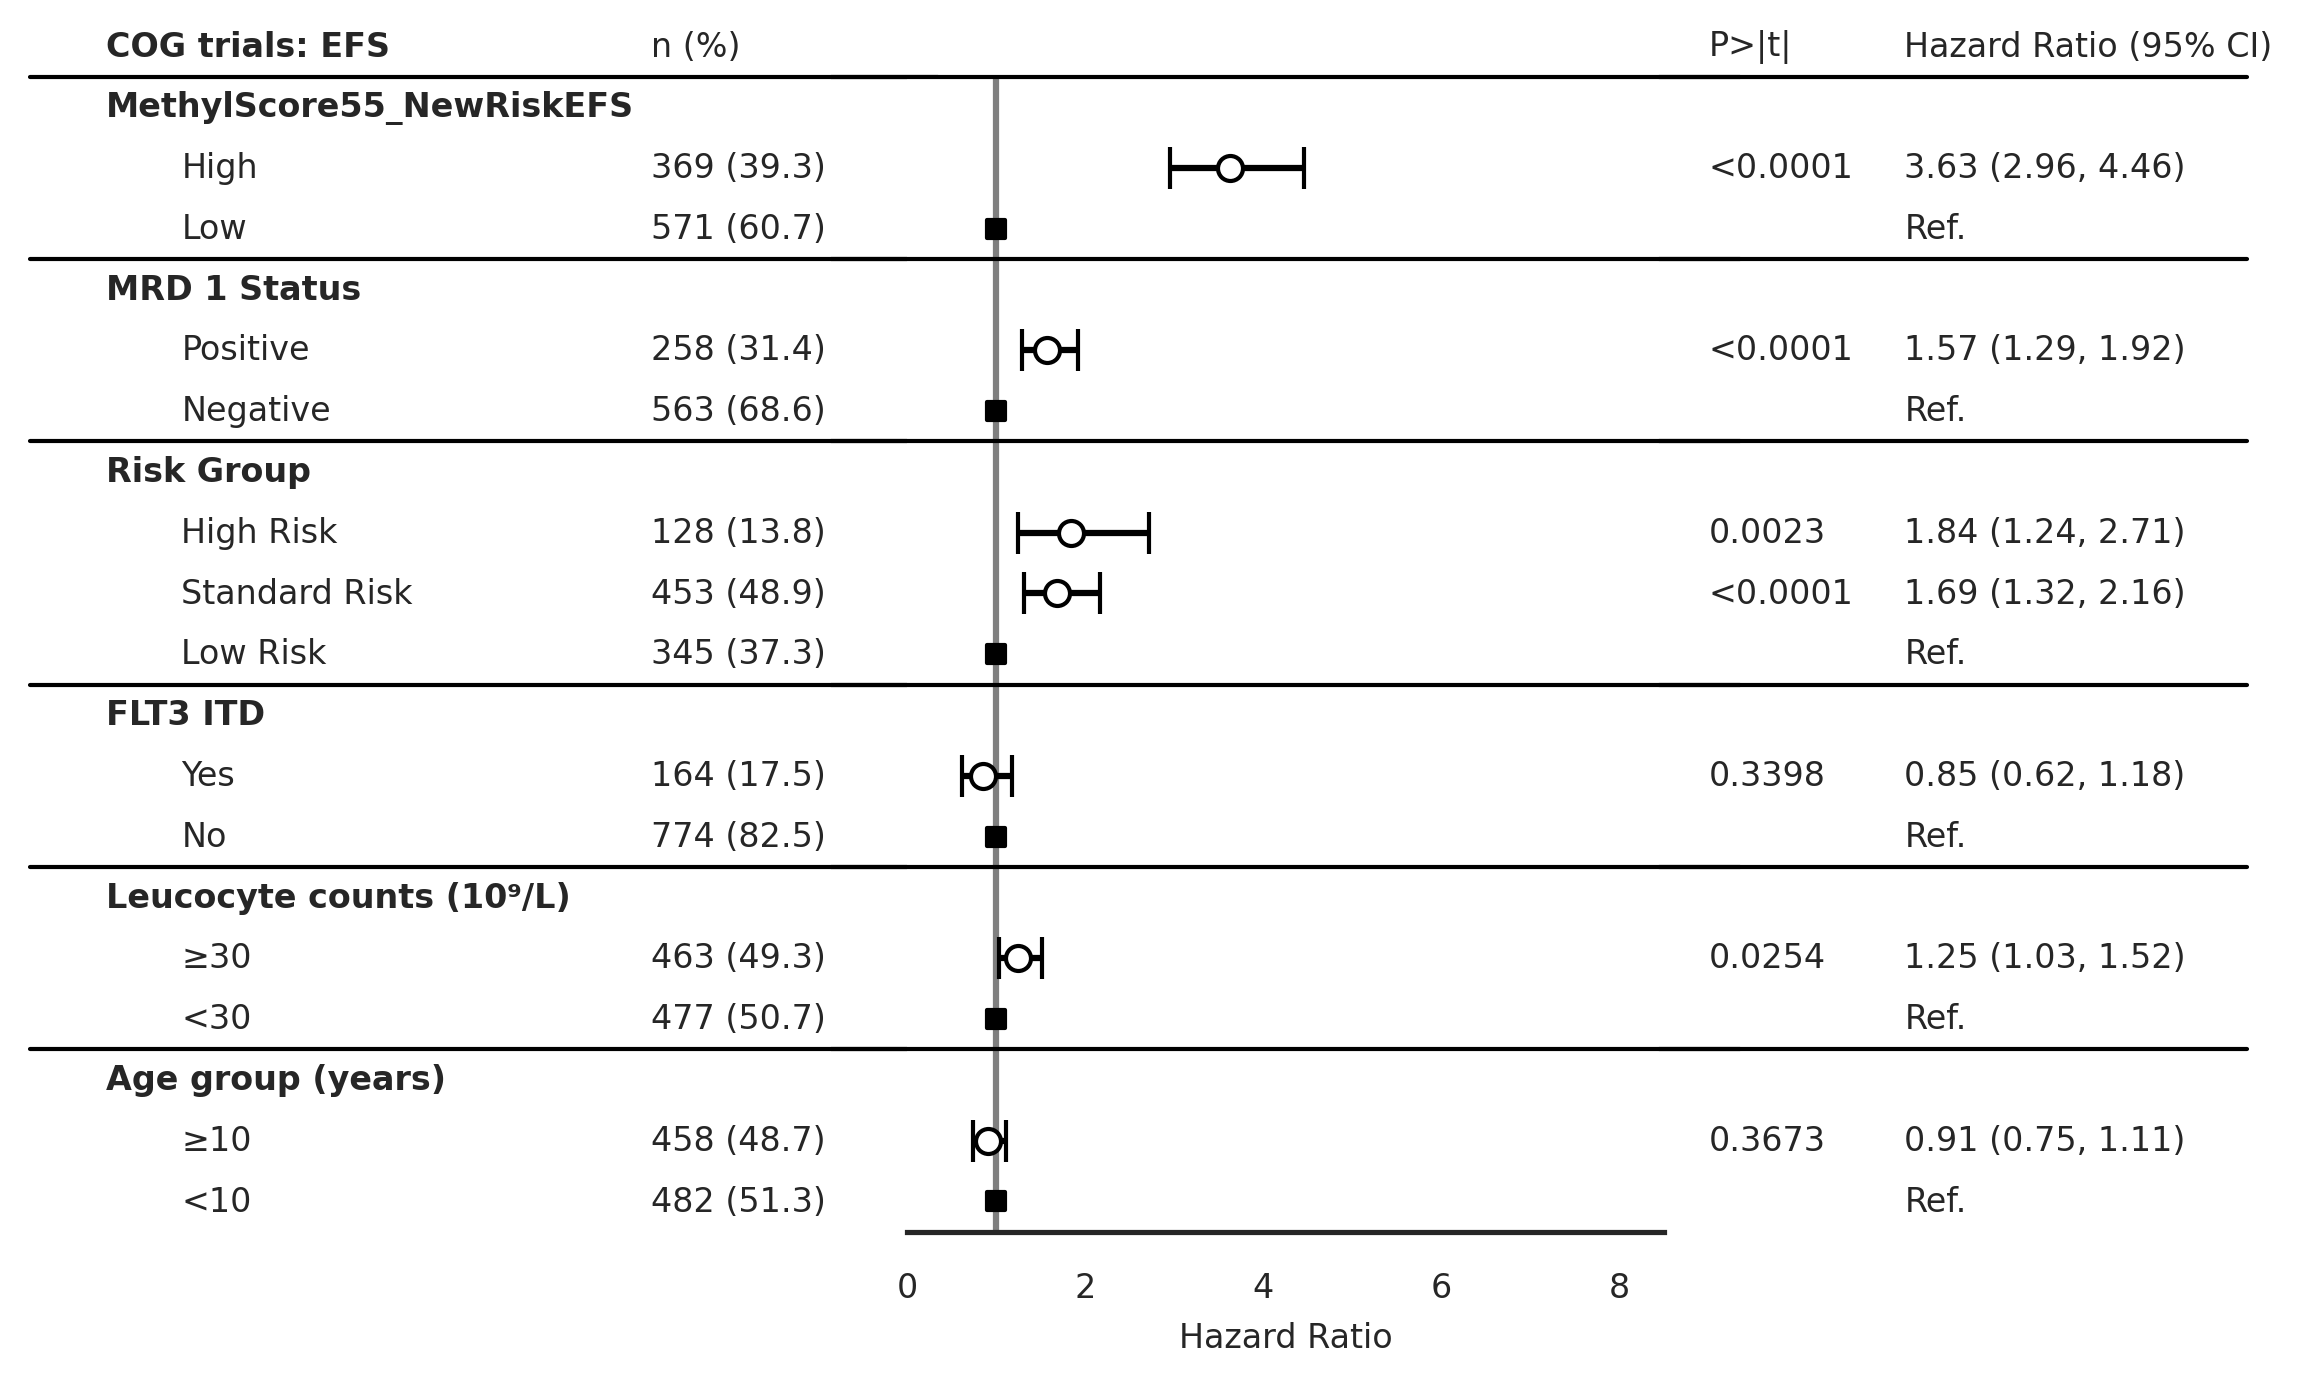 COG trials: EFS n (%) P>|t| Hazard Ratio (95% CI)
MethylScore55_NewRiskEFS
High 369 (39.3) <0.0001 3.63 (2.96, 4.46)
Low 571 (60.7) Ref.
MRD 1 Status
Positive 258 (31.4) <0.0001 1.57 (1.29, 1.92)
Negative 563 (68.6) Ref.
Risk Group
High Risk 128 (13.8) 0.0023 1.84 (1.24, 2.71)
Standard Risk 453 (48.9) <0.0001 1.69 (1.32, 2.16)
Low Risk 345 (37.3) Ref.
FLT3 ITD
Yes 164 (17.5) 0.3398 0.85 (0.62, 1.18)
No 774 (82.5) Ref.
Leucocyte counts (10⁹/L)
≥30 463 (49.3) 0.0254 1.25 (1.03, 1.52)
<30 477 (50.7) Ref.
Age group (years)
≥10 458 (48.7) 0.3673 0.91 (0.75, 1.11)
<10 482 (51.3) Ref.
0 2 4 6 8
Hazard Ratio